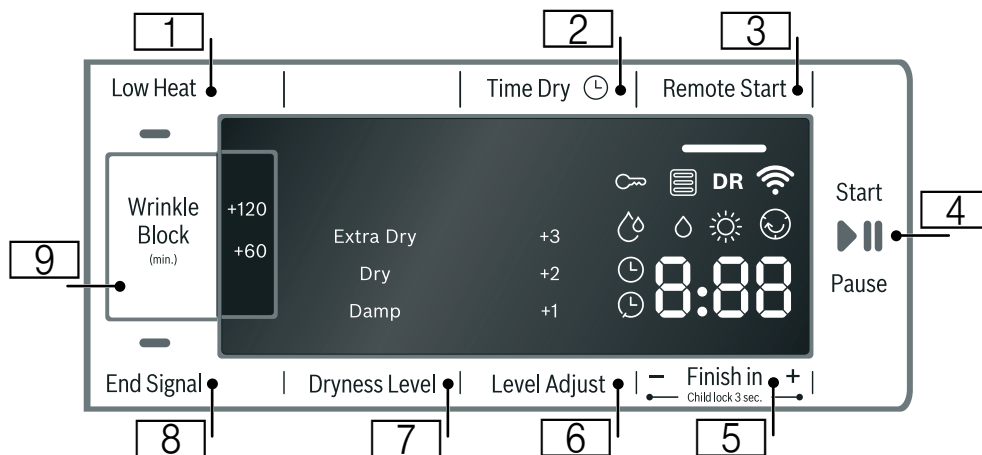 1
2
3
Low Heat
Time Dry
Remote Start
DR
Start
4
Wrinkle
Block
(min.)
+120
+60
Extra Dry
+3
Dry
+2
Damp
+1
8:88
Pause
9
End Signal
Dryness Level
Level Adjust
− Finish in +
Child lock 3 sec.
8
7
6
5